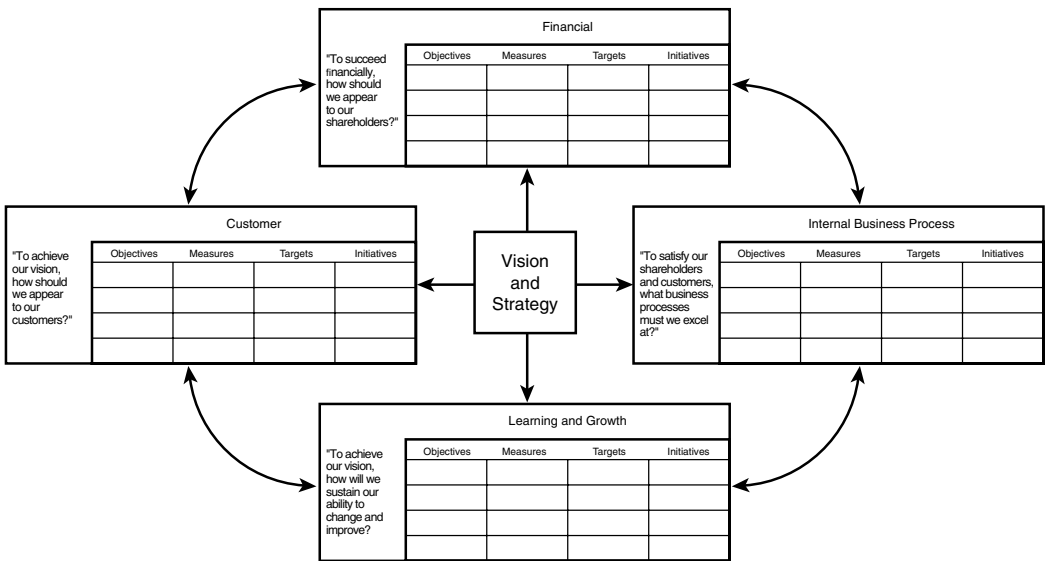 Financial
"To succeed
financially,
how should
we appear
to our
shareholders?"
Objectives Measures Targets Initiatives
Customer
"To achieve
our vision,
how should
we appear
to our
customers?"
Objectives Measures Targets Initiatives
Vision
and
Strategy
Internal Business Process
"To satisfy our
shareholders
and customers,
what business
processes
must we excel
at?"
Objectives Measures Targets Initiatives
Learning and Growth
"To achieve
our vision,
how will we
sustain our
ability to
change and
improve?
Objectives Measures Targets Initiatives